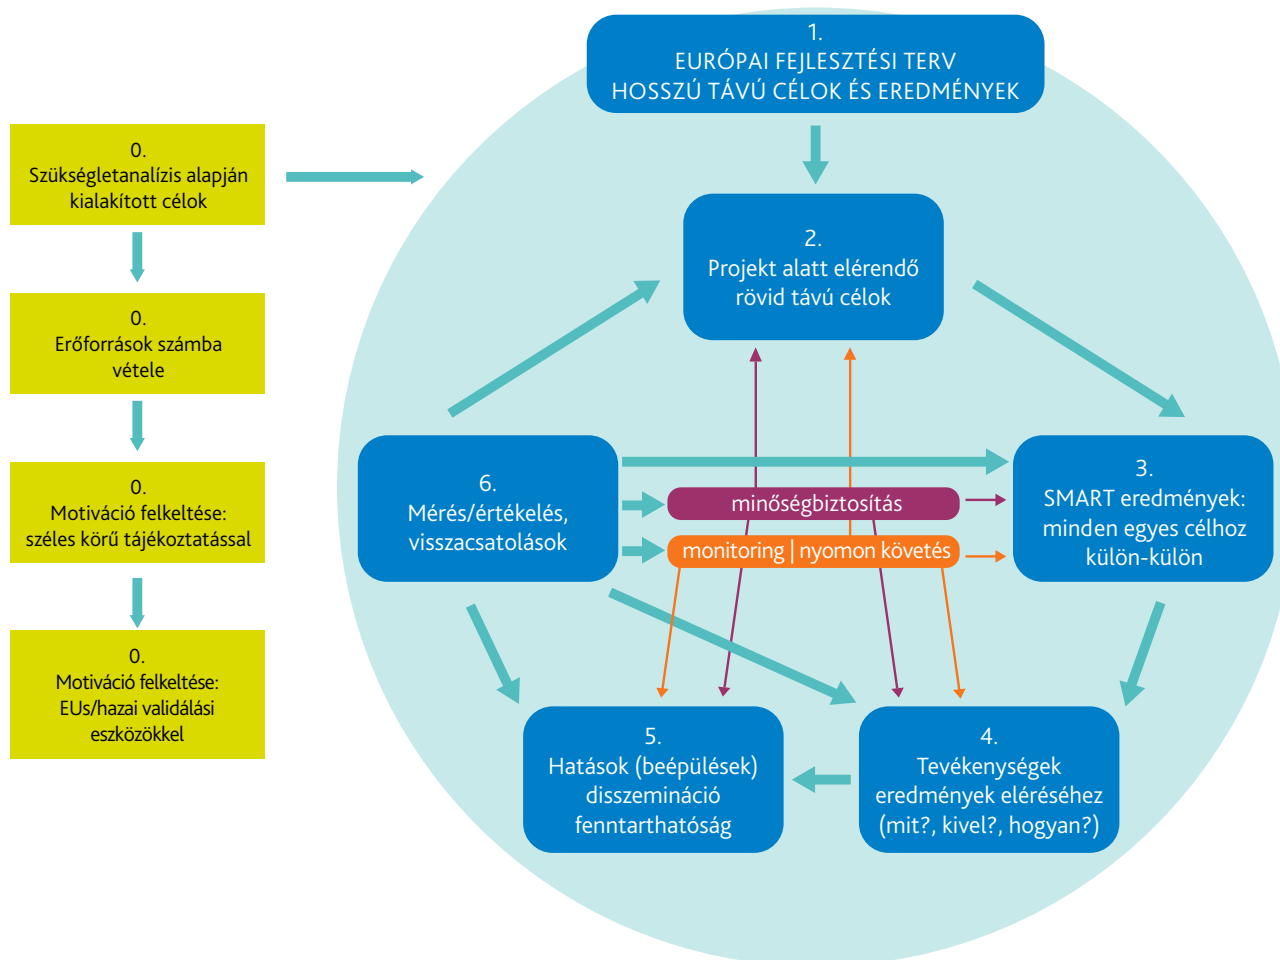 0.
Szükségletanalízis alapján
kialakított célok
0.
Erőforrások számba
vétele
0.
Motiváció felkeltése:
széles körű tájékoztatással
0.
Motiváció felkeltése:
EUs/hazai validálási
eszközökkel
1.
EURÓPAI FEJLESZTÉSI TERV
HOSSZÚ TÁVÚ CÉLOK ÉS EREDMÉNYEK
2.
Projekt alatt elérendő
rövid távú célok
3.
SMART eredmények:
minden egyes célhoz
külön-külön
4.
Tevékenységek
eredmények eléréséhez
(mit?, kivel?, hogyan?)
5.
Hatások (beépülések)
disszemináció
fenntarthatóság
6.
Mérés/értékelés,
visszacsatolások
minőségbiztosítás
monitoring | nyomon követés